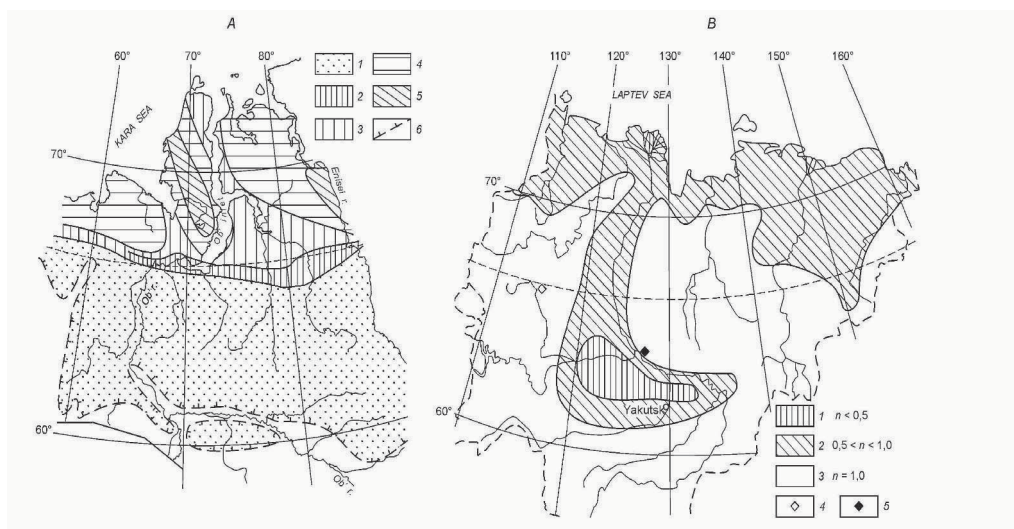 A
B
60° 70° 80°
KARA SEA
70°
Enisei r.
Ob r.
60°
Ob r.
1 4
2 5
3 6
110° 120° 130° 140° 150° 160°
LAPTEV SEA
70°
60°
Yakutsk
1 n < 0,5
2 0,5 < n < 1,0
3 n = 1,0
4 5